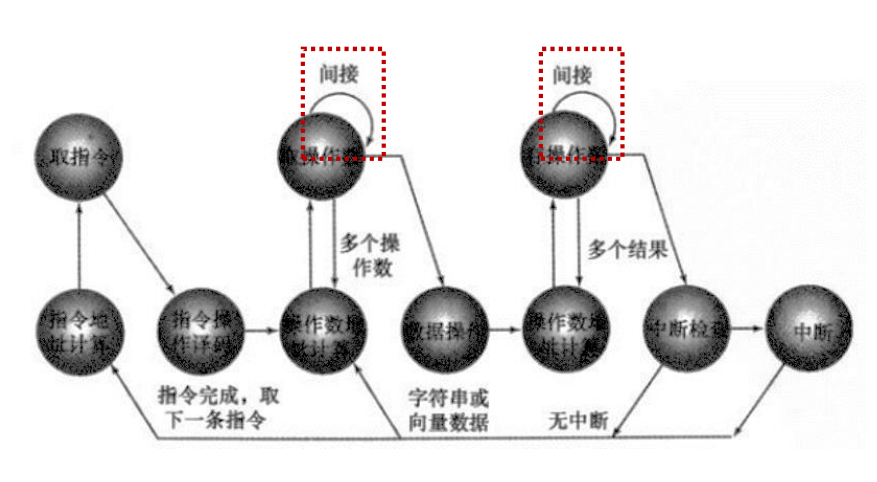 间接
间接
取指令
取操作数
存操作数
多个操
作数
多个结果
指令地
址计算
指令操
作译码
操作数地
址计算
数据操作
操作数地
址计算
中断检查
中断
指令完成，取
下一条指令
字符串或
向量数据
无中断